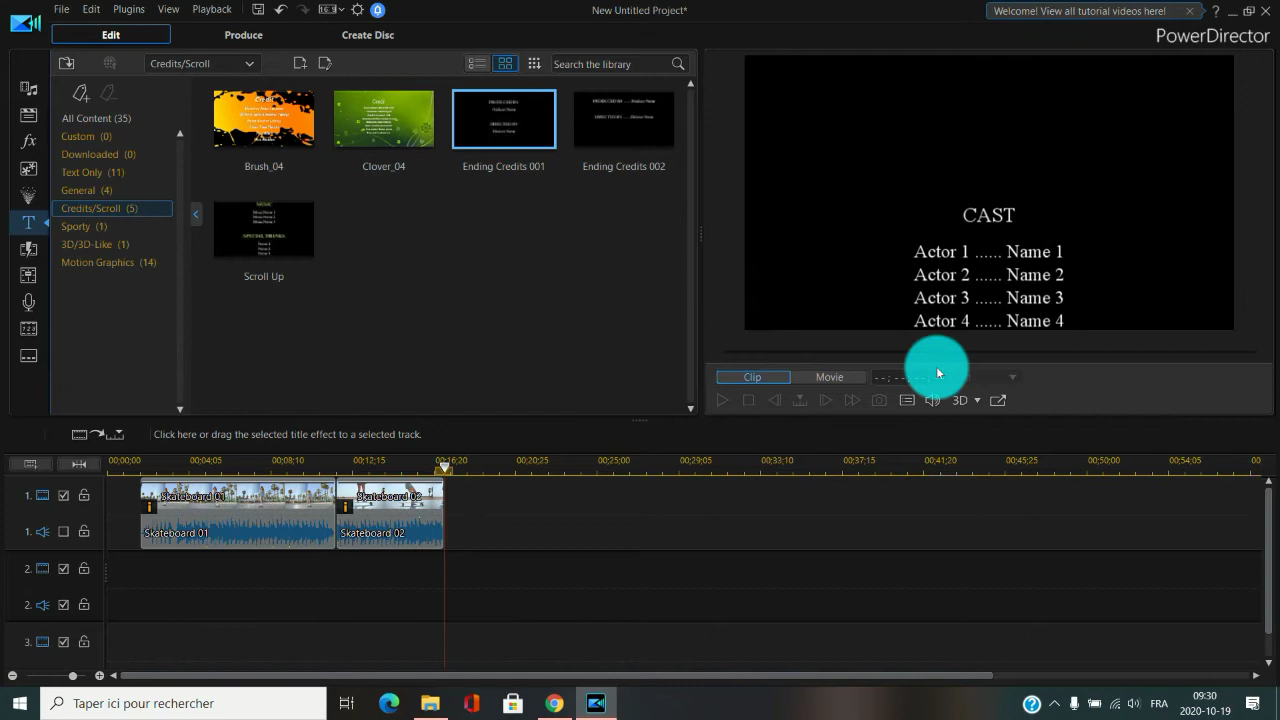 File Edit Plugins View Playback
New Untitled Project*
Welcome! View all tutorial videos here!
PowerDirector
Edit Produce Create Disc
Credits/Scroll
Search the library
All Content (35)
Custom (0)
Downloaded (0)
Text Only (11)
General (4)
Credits/Scroll (5)
Sporty (1)
3D/3D-Like (1)
Motion Graphics (14)
Brush_04 Clover_04 Ending Credits 001 Ending Credits 002
Scroll Up
CAST
Actor 1 ...... Name 1
Actor 2 ...... Name 2
Actor 3 ...... Name 3
Actor 4 ...... Name 4
Clip Movie
3D
Click here or drag the selected title effect to a selected track.
00;00;00 00;04;05 00;08;10 00;12;15 00;16;20 00;20;25 00;25;00 00;29;05 00;33;10 00;37;15 00;41;20 00;45;25 00;50;00 00;54;05 00
1. Skateboard 01 Skateboard 02
1. Skateboard 01 Skateboard 02
2.
2.
3.
Taper ici pour rechercher
FRA
09:30
2020-10-19